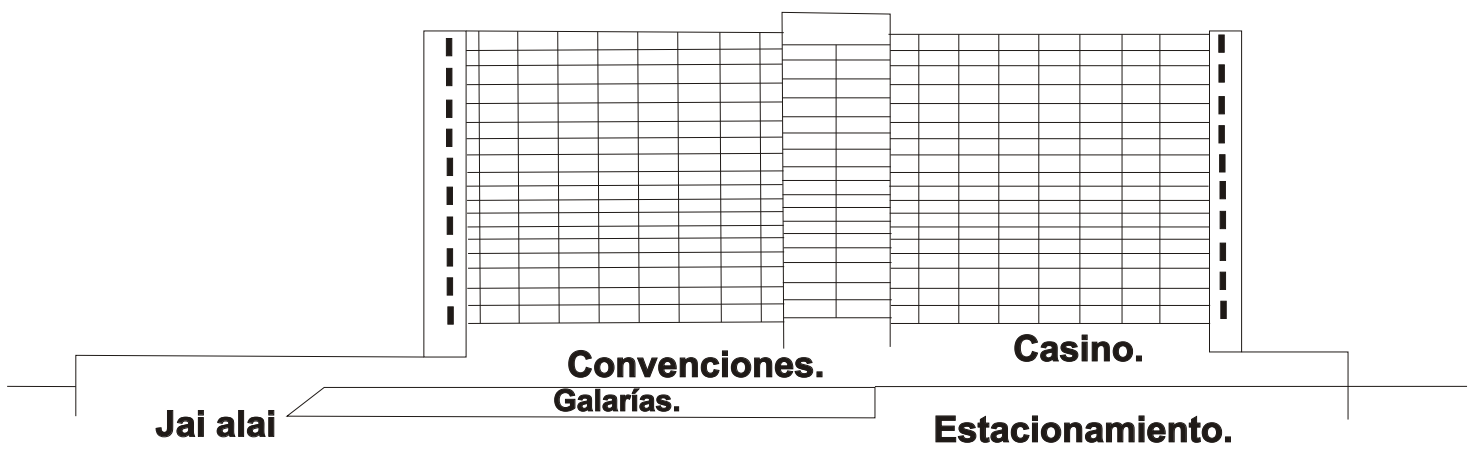 Convenciones.
Casino.
Galarías.
Jai alai
Estacionamiento.